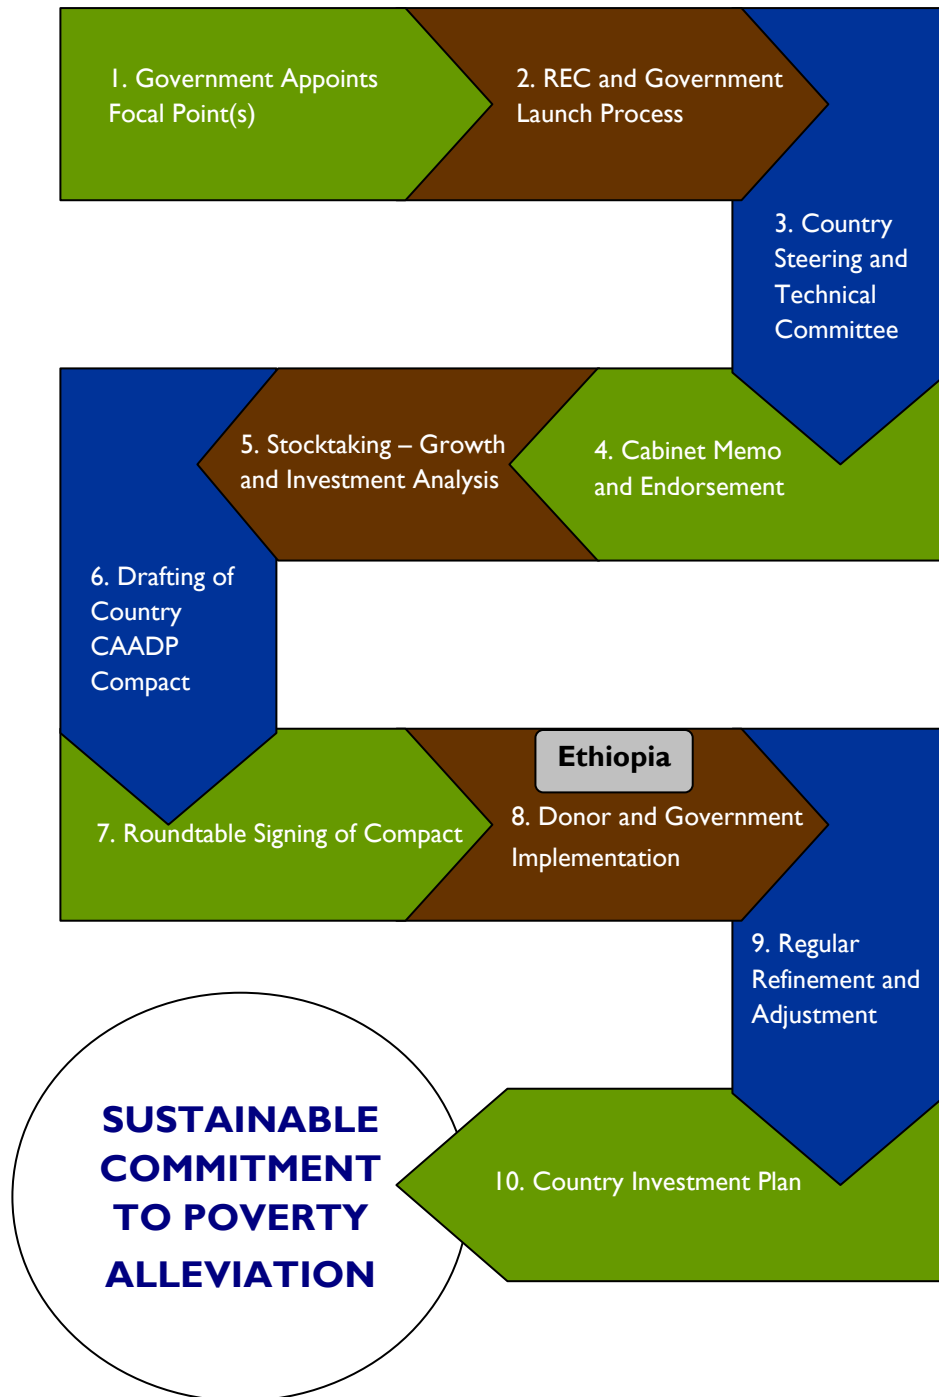 1. Government Appoints
Focal Point(s)
2. REC and Government
Launch Process
3. Country
Steering and
Technical
Committee
4. Cabinet Memo
and Endorsement
5. Stocktaking – Growth
and Investment Analysis
6. Drafting of
Country
CAADP
Compact
7. Roundtable Signing of Compact
Ethiopia
8. Donor and Government
Implementation
9. Regular
Refinement and
Adjustment
10. Country Investment Plan
SUSTAINABLE
COMMITMENT
TO POVERTY
ALLEVIATION